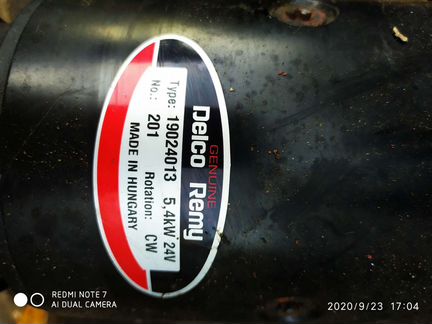 GENUINE
Delco Remy
Type: 19024013 5,4kW 24V
No.: 201 Rotation: CW
MADE IN HUNGARY
REDMI NOTE 7
AI DUAL CAMERA
2020/9/23 17:04